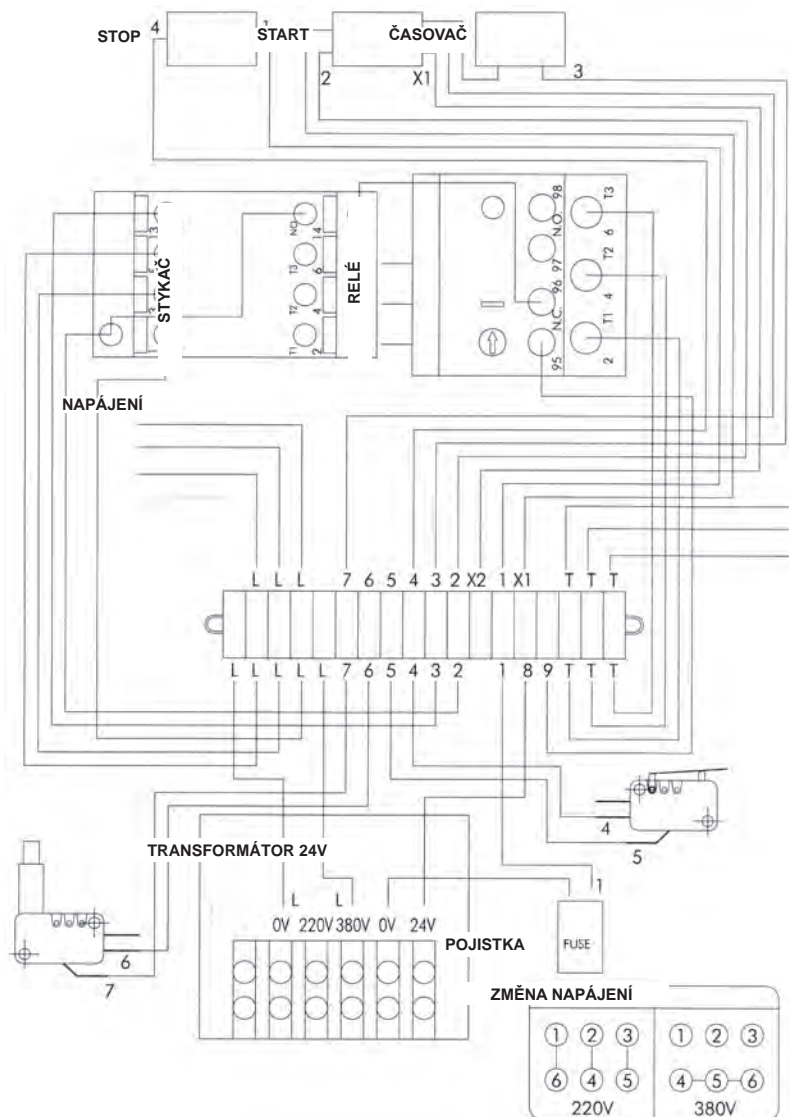 4
STOP
START
ČASOVAČ
2
X1
3
13
NO
14
T3
6
T2
4
T1
2
STYKAČ
RELÉ
N.O. 98
96 97
N.C.
95
T3
6
T2
4
T1
2
NAPÁJENÍ
L L L 7 6 5 4 3 2 X2 1 X1 T T T
L L L L L 7 6 5 4 3 2 1 8 9 T T T
4
5
TRANSFORMÁTOR 24V
L L
0V 220V 380V 0V 24V
1
POJISTKA
FUSE
6
7
ZMĚNA NAPÁJENÍ
1 2 3 1 2 3
6 4 5 4 5 6
220V 380V